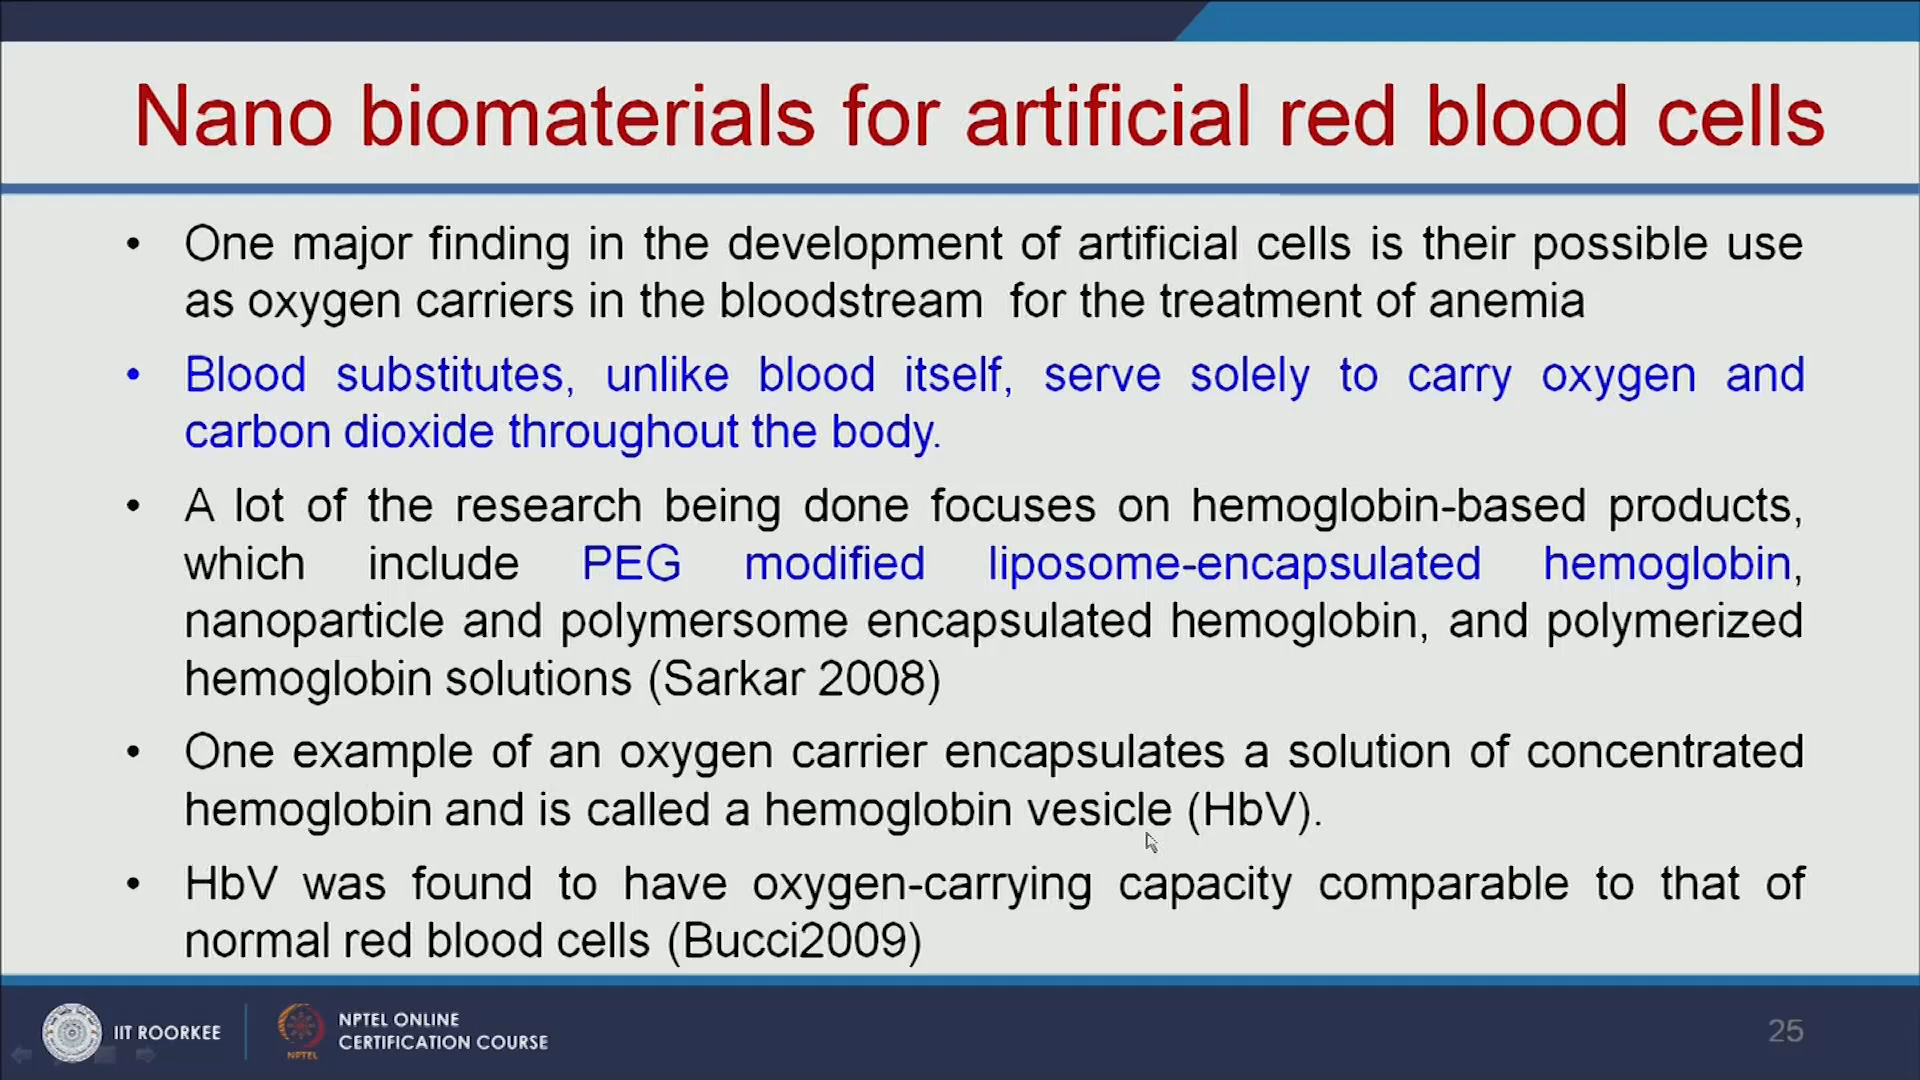 Nano biomaterials for artificial red blood cells
• One major finding in the development of artificial cells is their possible use
as oxygen carriers in the bloodstream for the treatment of anemia
• Blood substitutes, unlike blood itself, serve solely to carry oxygen and
carbon dioxide throughout the body.
• A lot of the research being done focuses on hemoglobin-based products,
which include PEG modified liposome-encapsulated hemoglobin,
nanoparticle and polymersome encapsulated hemoglobin, and polymerized
hemoglobin solutions (Sarkar 2008)
• One example of an oxygen carrier encapsulates a solution of concentrated
hemoglobin and is called a hemoglobin vesicle (HbV).
• HbV was found to have oxygen-carrying capacity comparable to that of
normal red blood cells (Bucci2009)
IIT ROORKEE
NPTEL
NPTEL ONLINE
CERTIFICATION COURSE
25